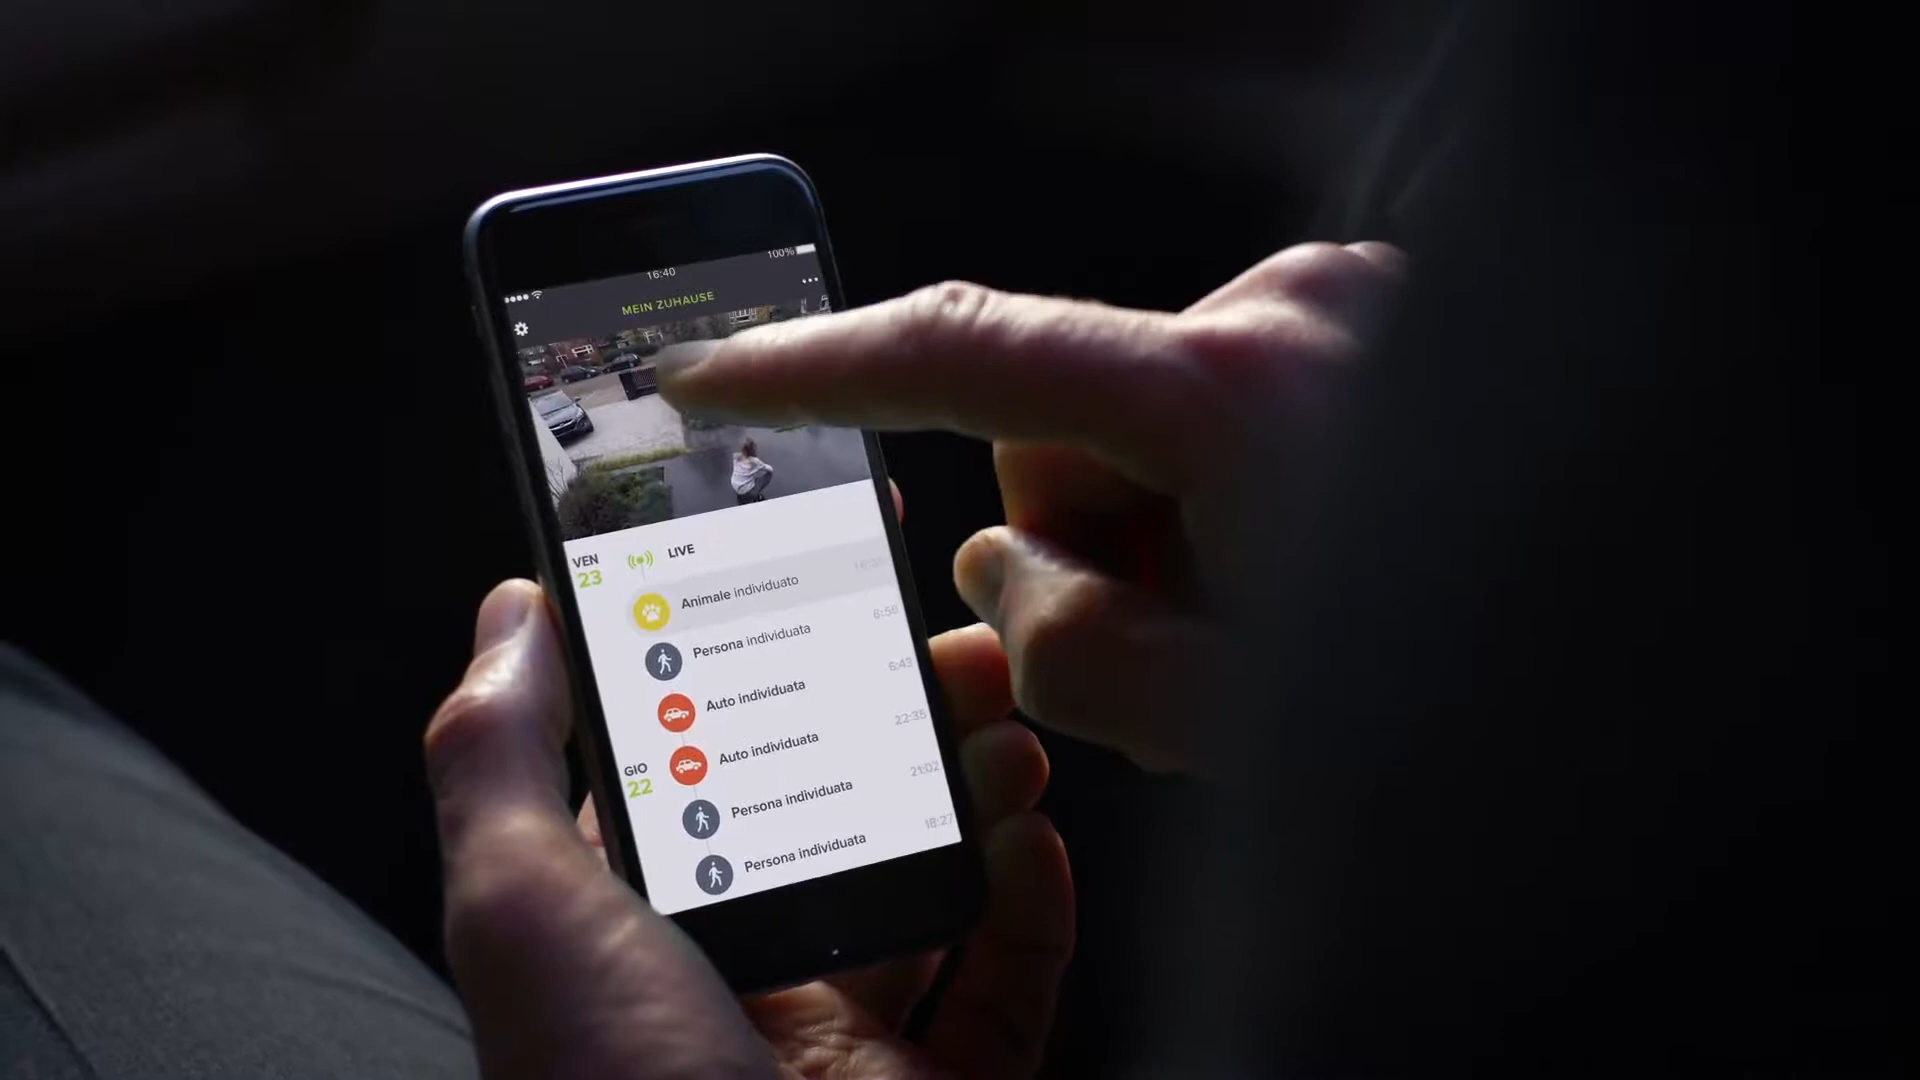 100%
16:40
MEIN ZUHAUSE
VEN
23
LIVE
Animale individuato
Persona individuata 6:56
Auto individuata 6:43
GIO
22
Auto individuata 22:35
Persona individuata 21:02
Persona individuata 18:27